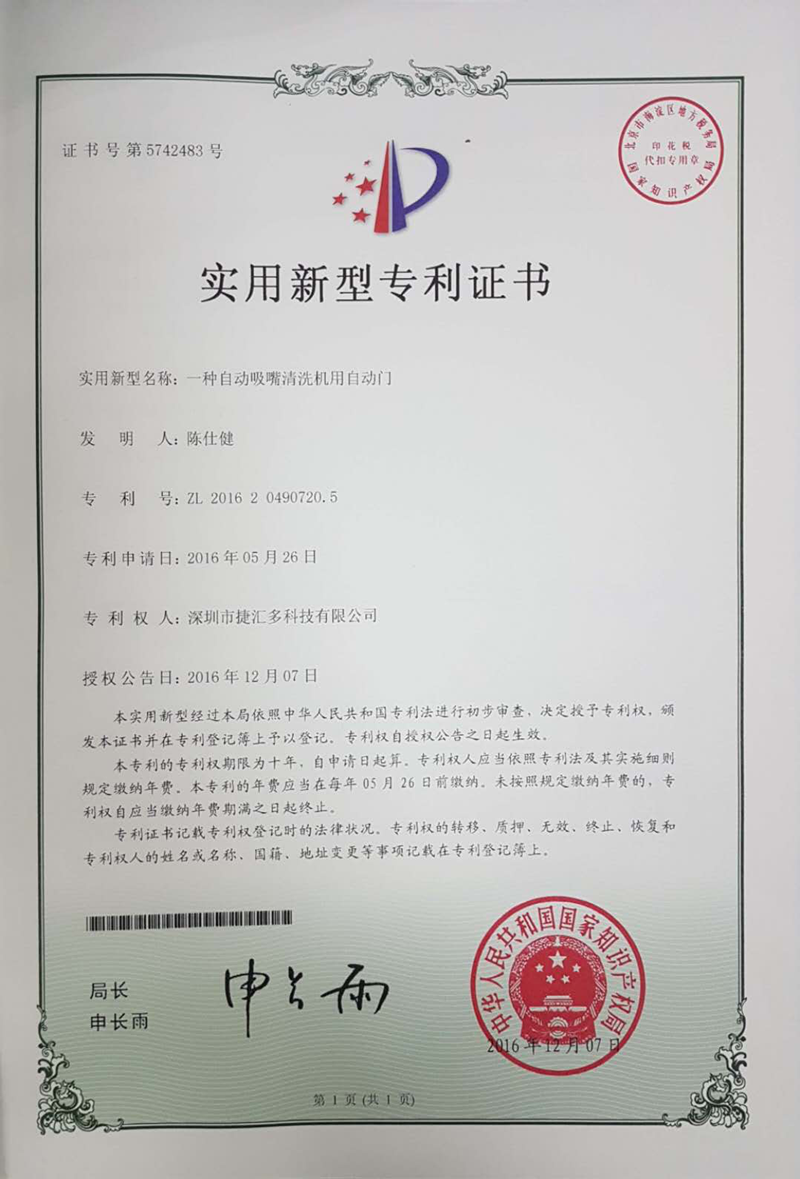 证书号第5742483号
北京市海淀区地方税务局
印花税
代扣专用章
国家知识产权局
实用新型专利证书
实用新型名称：一种自动吸嘴清洗机用自动门
发明人：陈仕健
专利号：ZL 2016 2 0490720.5
专利申请日：2016年05月26日
专利权人：深圳市捷汇多科技有限公司
授权公告日：2016年12月07日
本实用新型经过本局依照中华人民共和国专利法进行初步审查，决定授予专利权，颁
发本证书并在专利登记簿上予以登记。专利权自授权公告之日起生效。
本专利的专利权期限为十年，自申请日起算。专利权人应当依照专利法及其实施细则
规定缴纳年费。本专利的年费应当在每年05月26日前缴纳。未按照规定缴纳年费的，专
利权自应当缴纳年费期满之日起终止。
专利证书记载专利权登记时的法律状况。专利权的转移、质押、无效、终止、恢复和
专利权人的姓名或名称、国籍、地址变更等事项记载在专利登记簿上。
局长
申长雨
申长雨
中华人民共和国国家知识产权局
2016年12月07日
第1页(共1页)